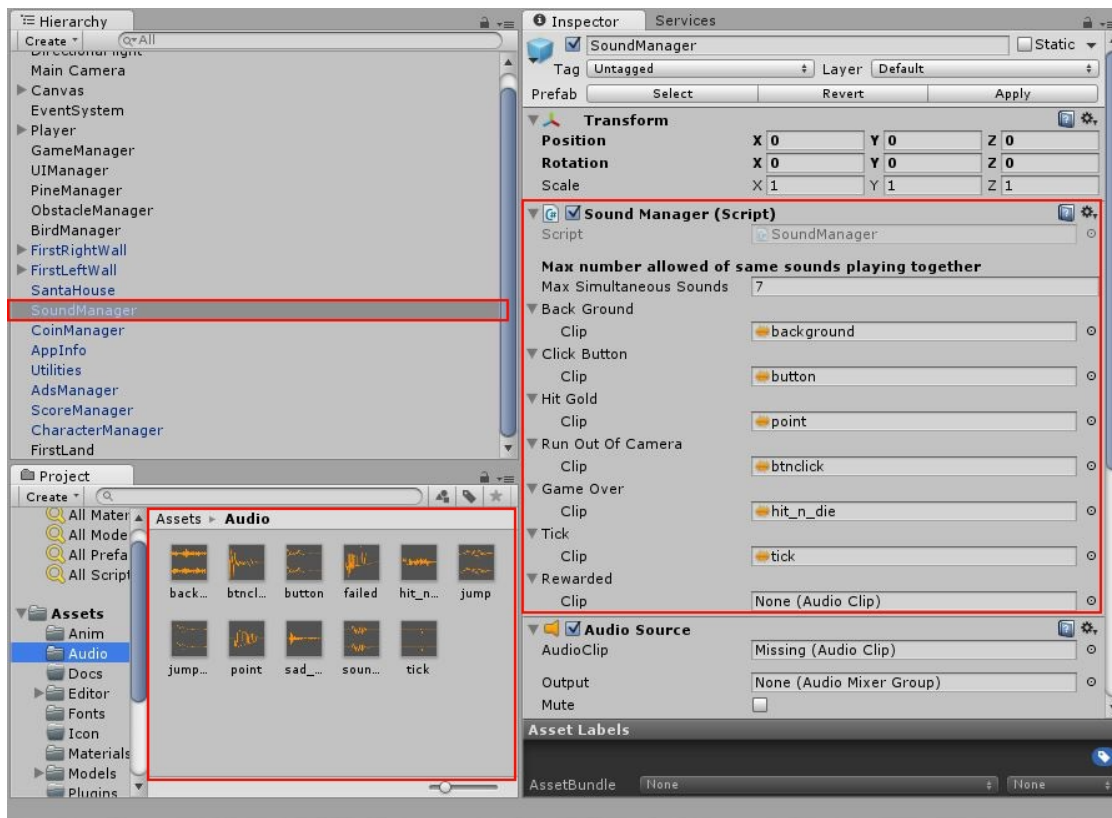 Hierarchy
Create All
Directional light
Main Camera
Canvas
EventSystem
Player
GameManager
UIManager
PineManager
ObstacleManager
BirdManager
FirstRightWall
FirstLeftWall
SantaHouse
SoundManager
CoinManager
AppInfo
Utilities
AdsManager
ScoreManager
CharacterManager
FirstLand
Project
Create
All Mater
All Mode
All Prefa
All Script
Assets
Anim
Audio
Docs
Editor
Fonts
Icon
Materials
Models
Plugins
Assets Audio
back... btncl... button failed hit_n... jump
jump... point sad_... soun... tick
Inspector Services
SoundManager Static
Tag Untagged Layer Default
Prefab Select Revert Apply
Transform
Position X 0 Y 0 Z 0
Rotation X 0 Y 0 Z 0
Scale X 1 Y 1 Z 1
Sound Manager (Script)
Script SoundManager
Max number allowed of same sounds playing together
Max Simultaneous Sounds 7
Back Ground
Clip background
Click Button
Clip button
Hit Gold
Clip point
Run Out Of Camera
Clip btnclick
Game Over
Clip hit_n_die
Tick
Clip tick
Rewarded
Clip None (Audio Clip)
Audio Source
AudioClip Missing (Audio Clip)
Output None (Audio Mixer Group)
Mute
Asset Labels
AssetBundle None None